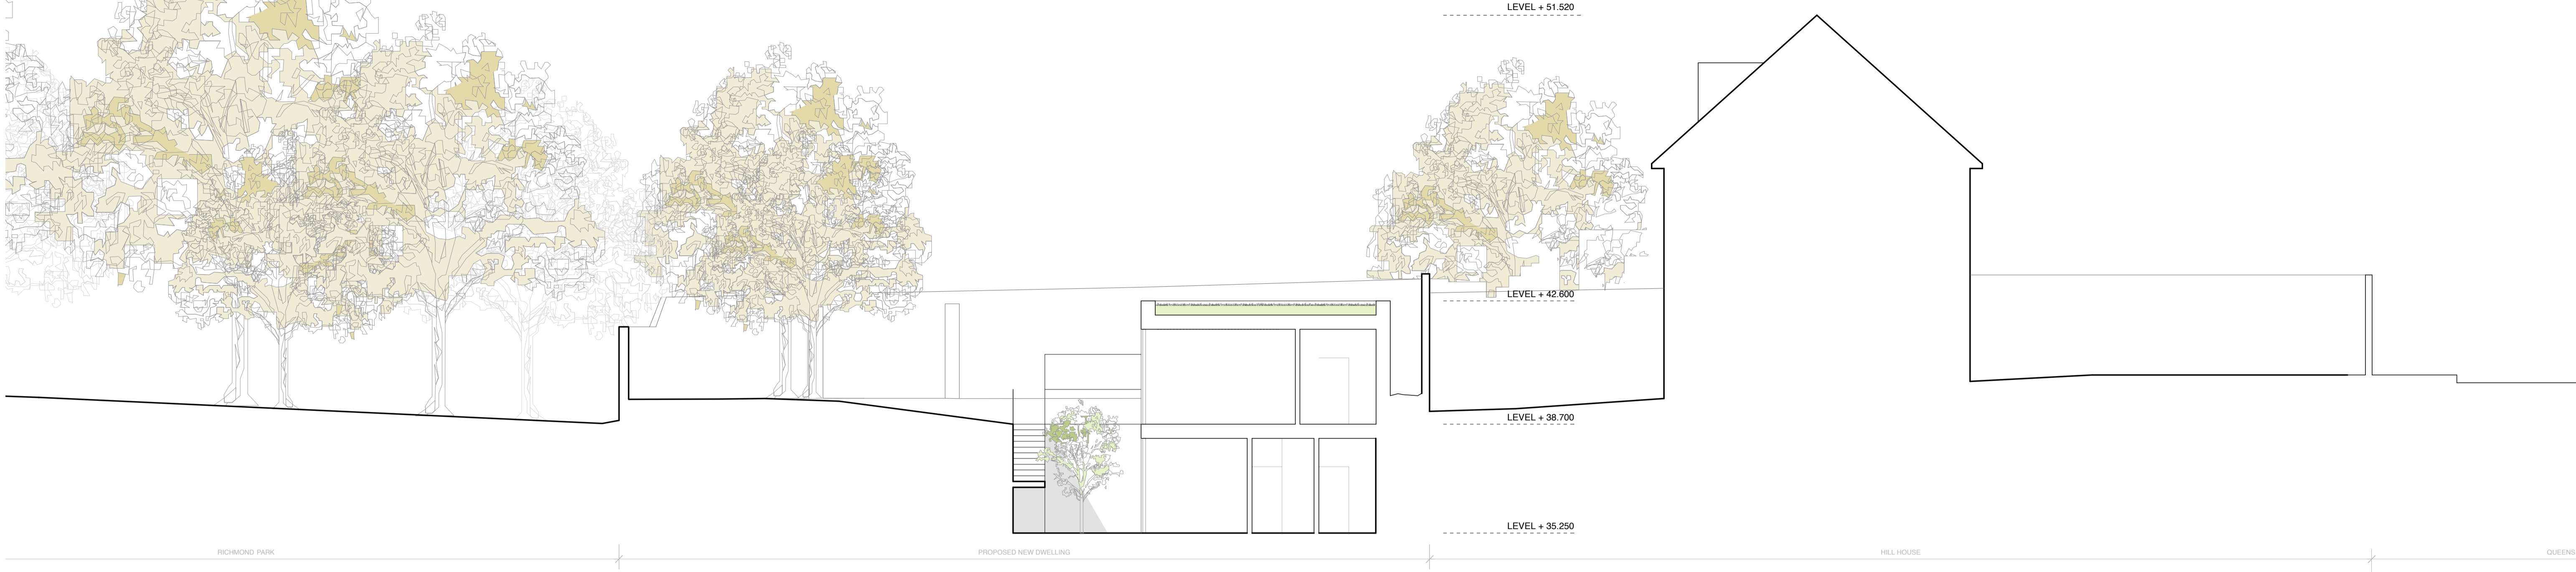 LEVEL + 51.520
LEVEL + 42.600
LEVEL + 38.700
LEVEL + 35.250
RICHMOND PARK
PROPOSED NEW DWELLING
HILL HOUSE
QUEENS